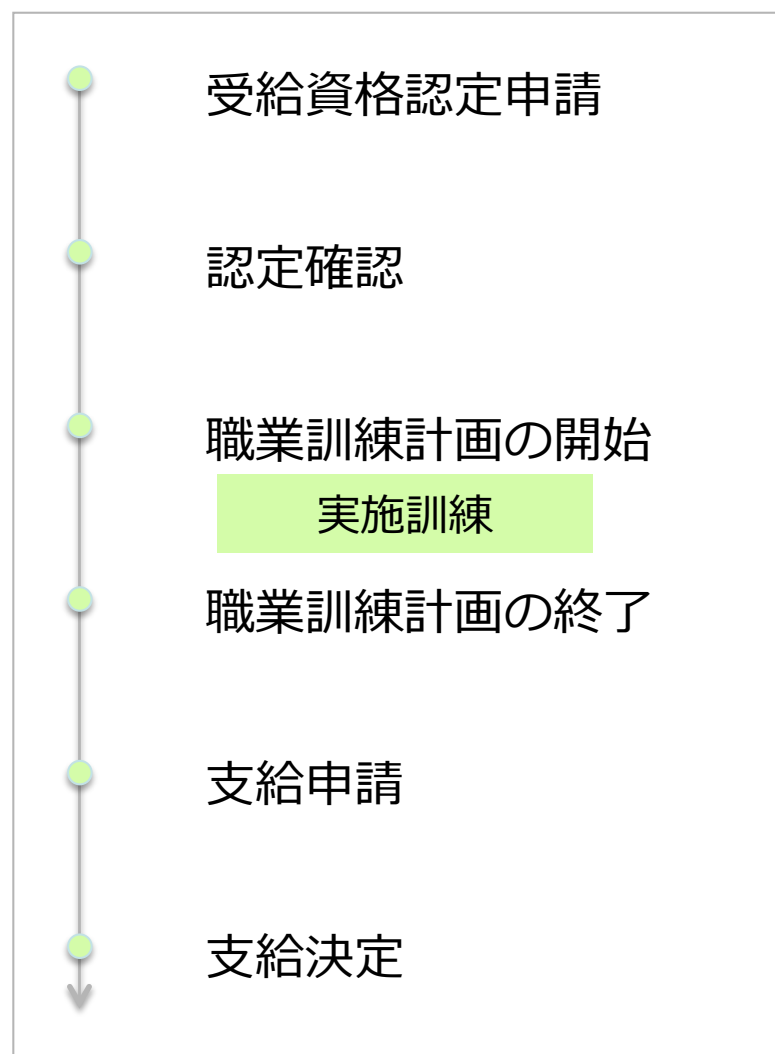 受給資格認定申請
認定確認
職業訓練計画の開始
実施訓練
職業訓練計画の終了
支給申請
支給決定